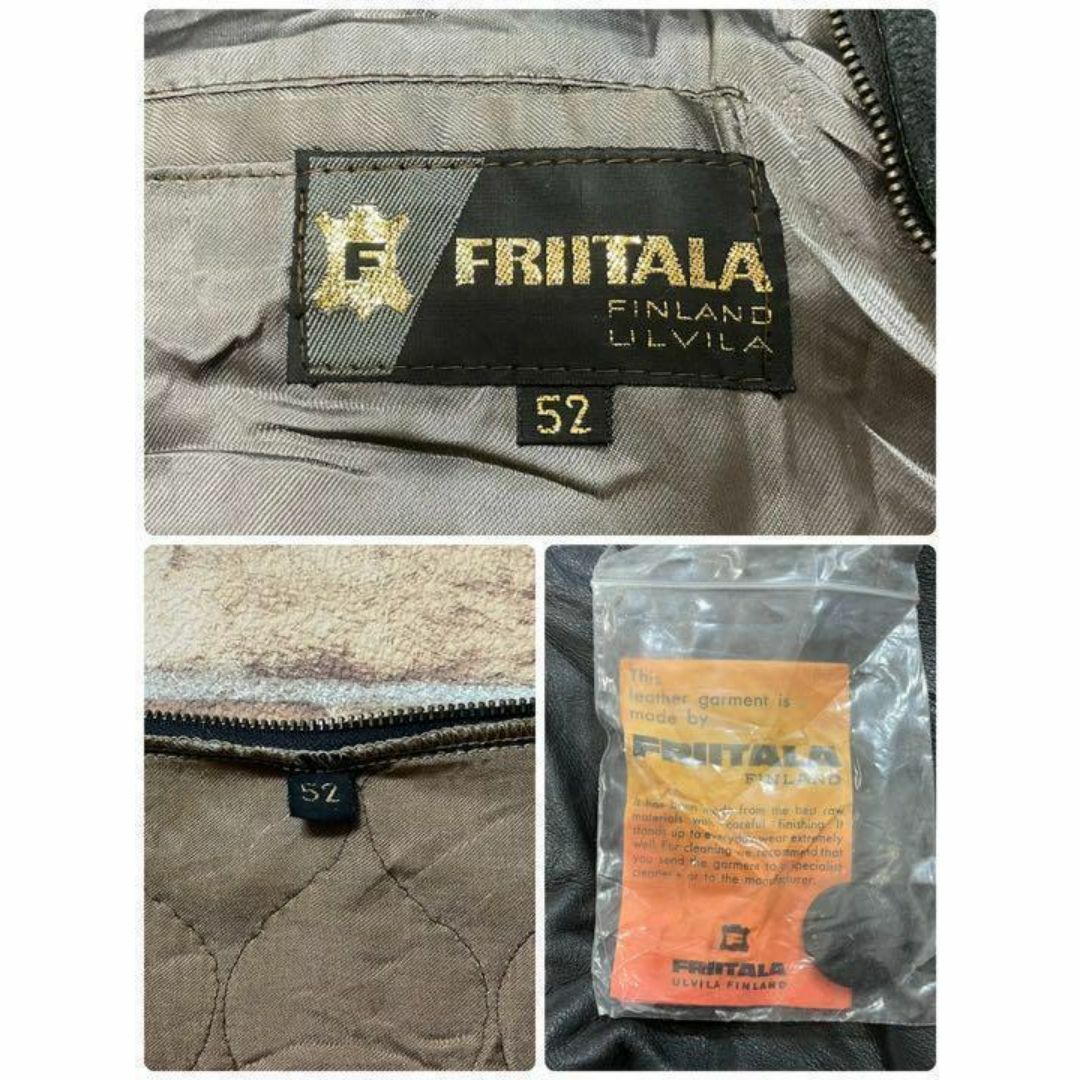 F
FRIITALA
FINLAND
ULVILA
52
52
This
leather garment is
made by
FRIITALA
FINLAND
It has been made from the best raw
materials with careful finishing. It
stands up to everyday wear extremely
well. For cleaning we recommend that
you send the garment to a specialist
cleaner or to the manufacturer.
F
FRIITALA
ULVILA FINLAND